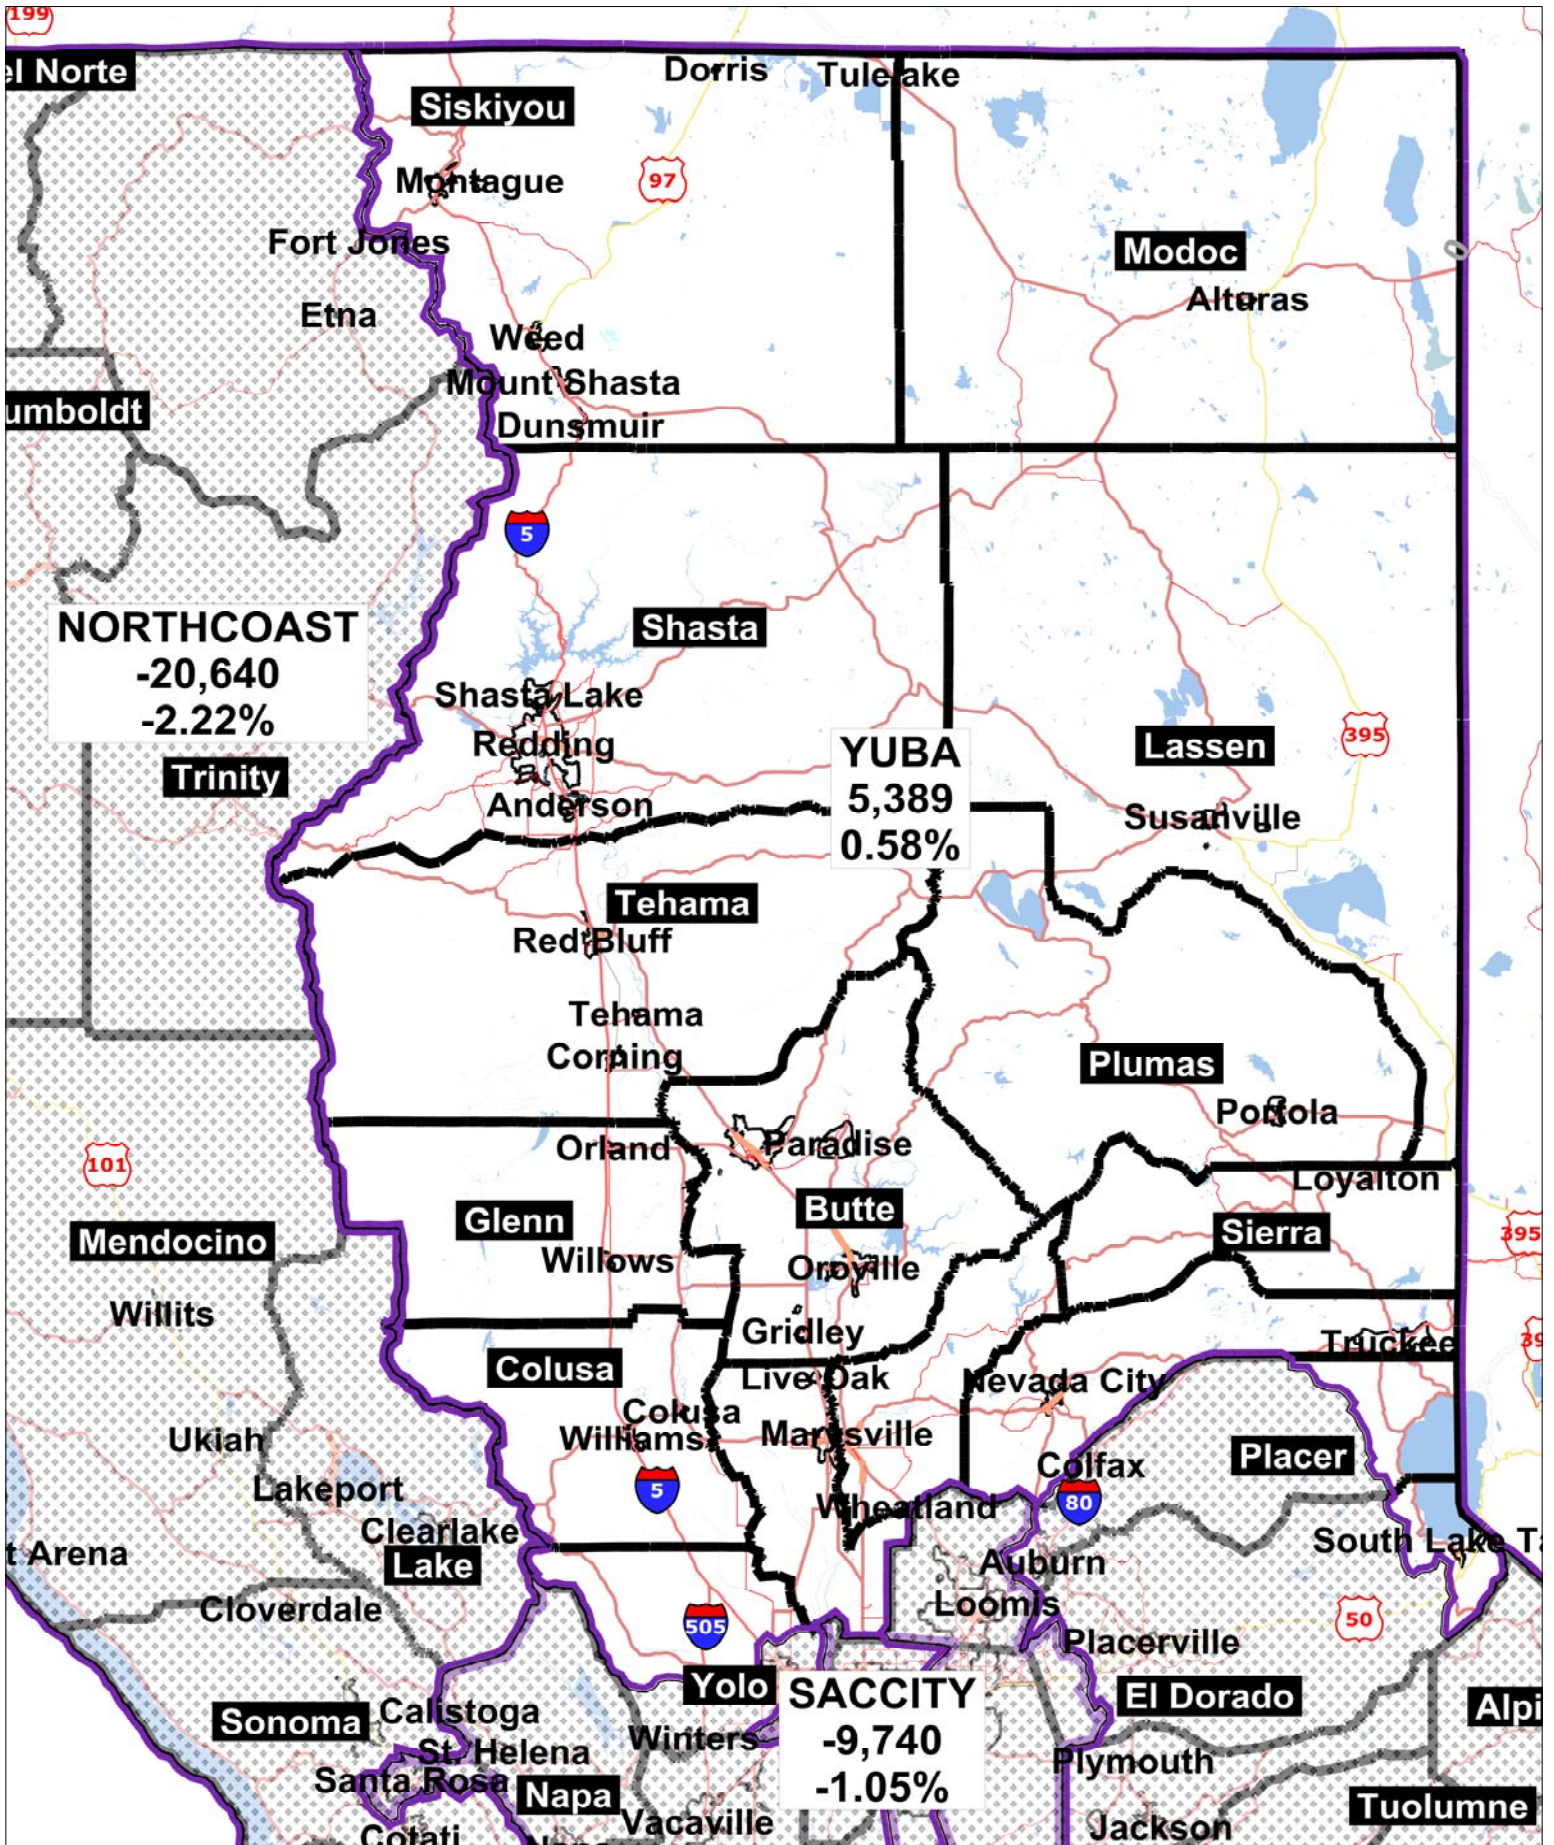 199
el Norte
Dorris
Tulelake
Siskiyou
Montague
97
Fort Jones
Modoc
Etna
Alturas
Weed
Mount Shasta
umboldt
Dunsmuir
5
NORTHCOAST
-20,640
-2.22%
Shasta
Shasta Lake
Redding
YUBA
5,389
0.58%
Lassen
395
Trinity
Anderson
Susanville
Tehama
Red Bluff
Tehama
Corning
Plumas
Portola
Orland
Paradise
101
Loyalton
Glenn
Butte
Mendocino
Sierra
395
Willows
Oroville
Willits
Gridley
Truckee
39
Colusa
Live Oak
Nevada City
Colusa
Williams
Marysville
Ukiah
Placer
Colfax
Lakeport
5
80
Wheatland
Clearlake
South Lake Ta
t Arena
Lake
Auburn
Cloverdale
Loomis
505
50
Placerville
Yolo
SACCITY
-9,740
-1.05%
El Dorado
Alpi
Sonoma
Calistoga
Winters
St. Helena
Plymouth
Santa Rosa
Napa
Tuolumne
Vacaville
Jackson
Cotati
Napa